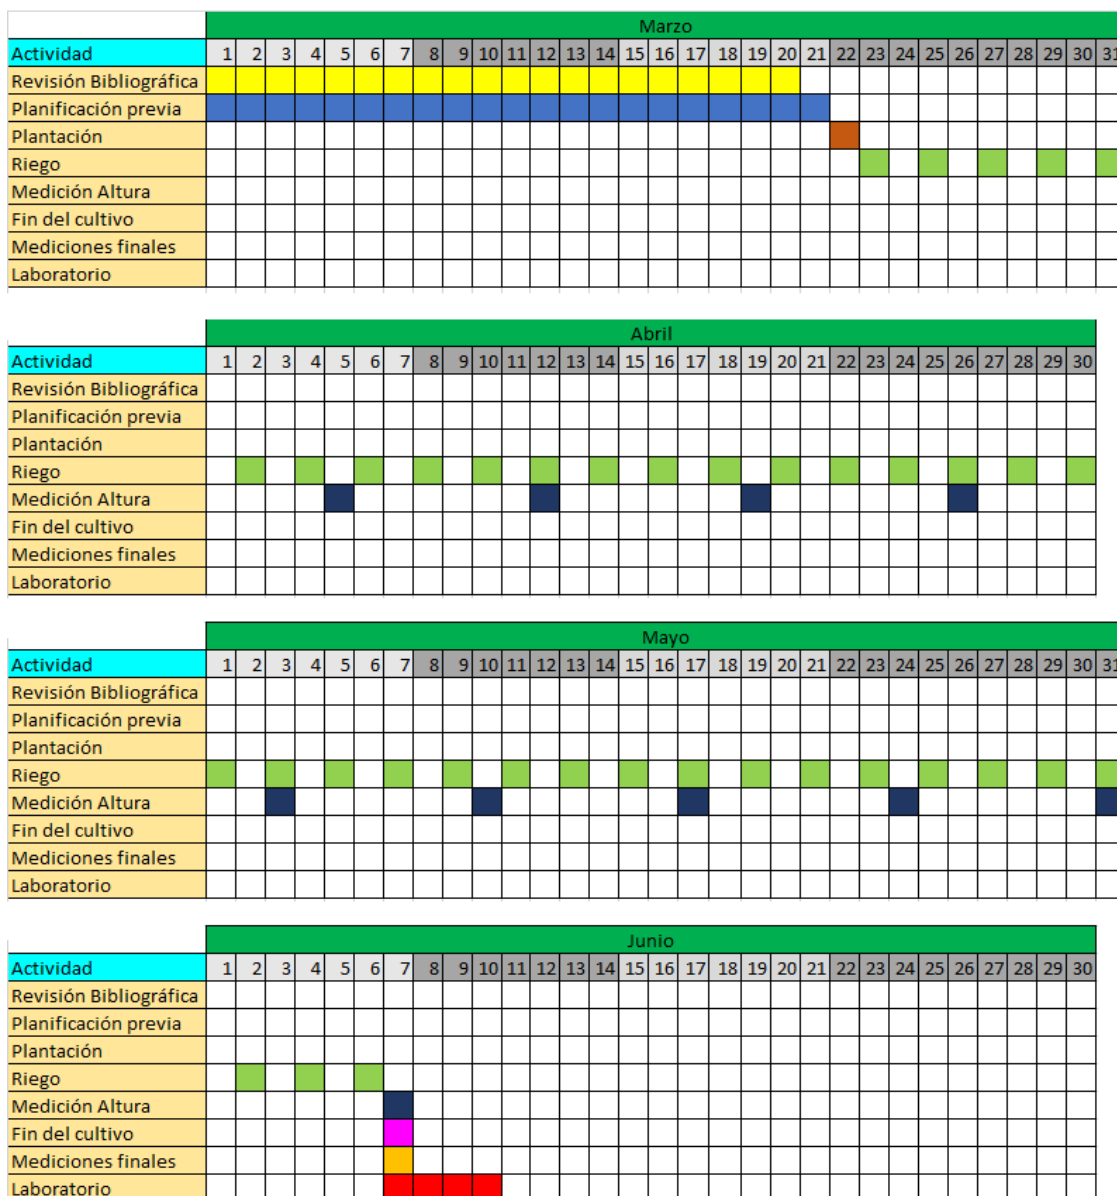 Marzo
Actividad 1 2 3 4 5 6 7 8 9 10 11 12 13 14 15 16 17 18 19 20 21 22 23 24 25 26 27 28 29 30 31
Revisión Bibliográfica
Planificación previa
Plantación
Riego
Medición Altura
Fin del cultivo
Mediciones finales
Laboratorio
Abril
Actividad 1 2 3 4 5 6 7 8 9 10 11 12 13 14 15 16 17 18 19 20 21 22 23 24 25 26 27 28 29 30
Revisión Bibliográfica
Planificación previa
Plantación
Riego
Medición Altura
Fin del cultivo
Mediciones finales
Laboratorio
Mayo
Actividad 1 2 3 4 5 6 7 8 9 10 11 12 13 14 15 16 17 18 19 20 21 22 23 24 25 26 27 28 29 30 31
Revisión Bibliográfica
Planificación previa
Plantación
Riego
Medición Altura
Fin del cultivo
Mediciones finales
Laboratorio
Junio
Actividad 1 2 3 4 5 6 7 8 9 10 11 12 13 14 15 16 17 18 19 20 21 22 23 24 25 26 27 28 29 30
Revisión Bibliográfica
Planificación previa
Plantación
Riego
Medición Altura
Fin del cultivo
Mediciones finales
Laboratorio